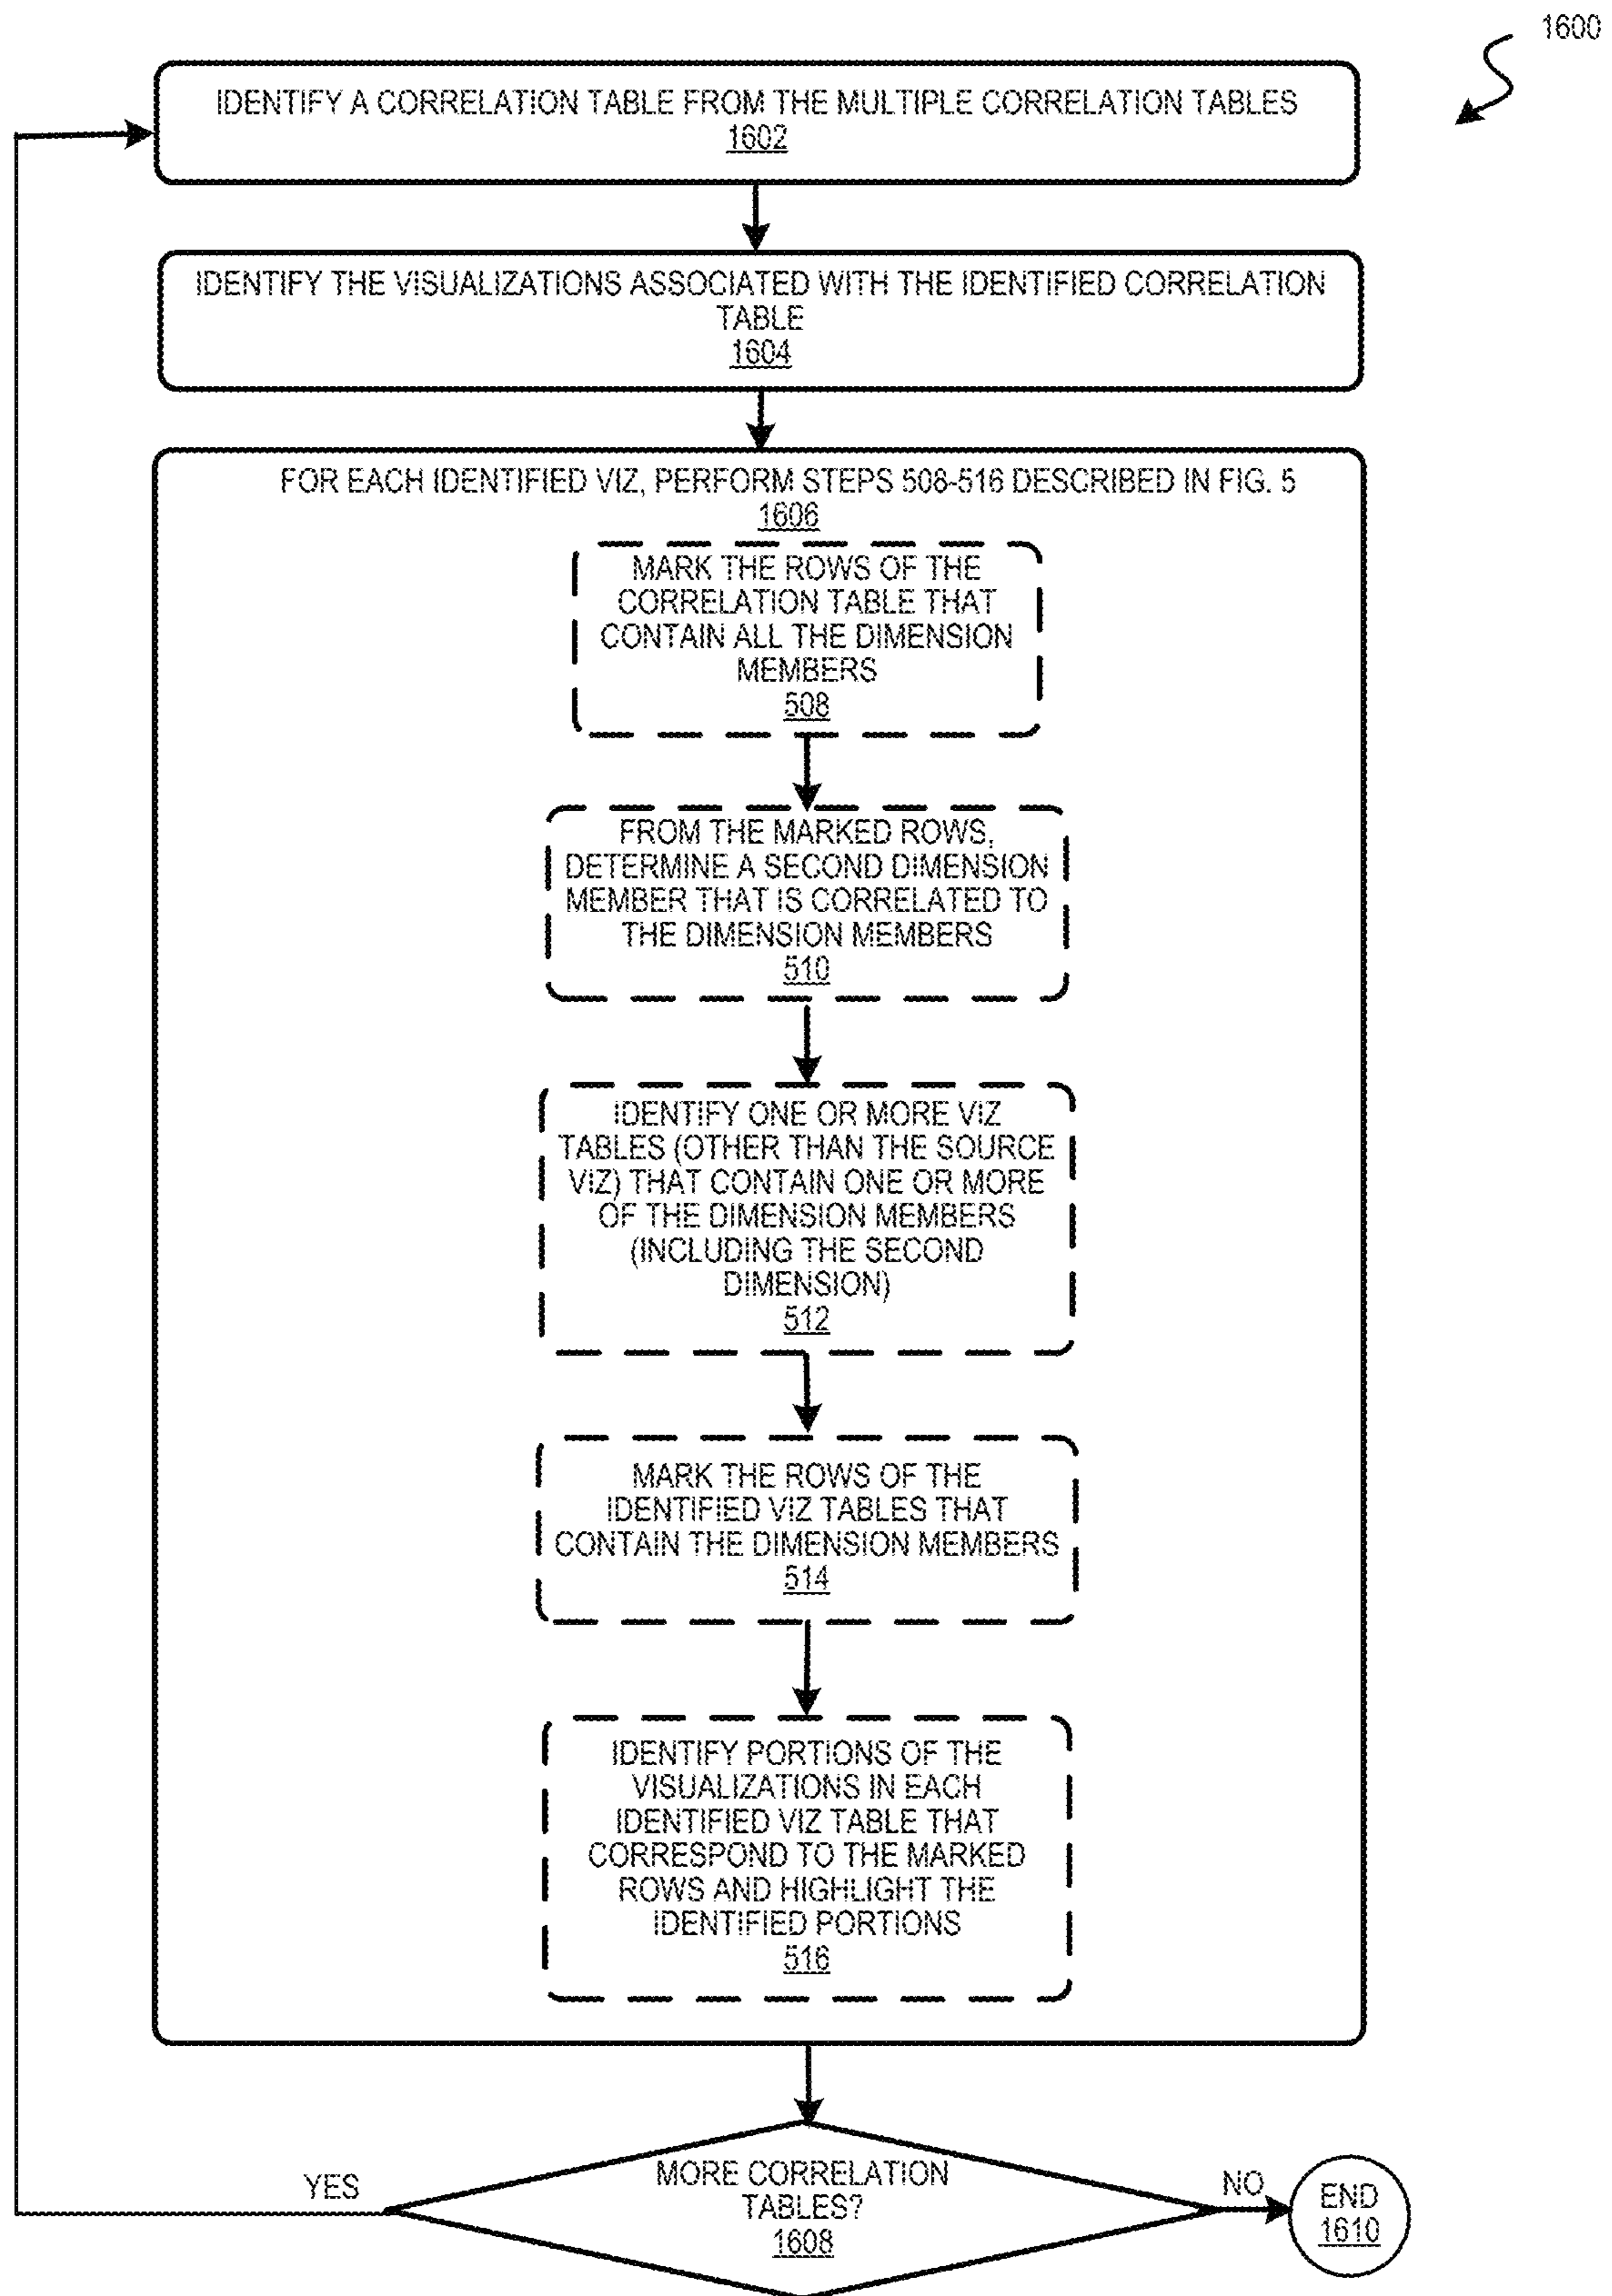 1600
IDENTIFY A CORRELATION TABLE FROM THE MULTIPLE CORRELATION TABLES
1602
IDENTIFY THE VISUALIZATIONS ASSOCIATED WITH THE IDENTIFIED CORRELATION
TABLE
1604
FOR EACH IDENTIFIED VIZ, PERFORM STEPS 508-516 DESCRIBED IN FIG. 5
1606
MARK THE ROWS OF THE
CORRELATION TABLE THAT
CONTAIN ALL THE DIMENSION
MEMBERS
508
FROM THE MARKED ROWS,
DETERMINE A SECOND DIMENSION
MEMBER THAT IS CORRELATED TO
THE DIMENSION MEMBERS
510
IDENTIFY ONE OR MORE VIZ
TABLES (OTHER THAN THE SOURCE
VIZ) THAT CONTAIN ONE OR MORE
OF THE DIMENSION MEMBERS
(INCLUDING THE SECOND
DIMENSION)
512
MARK THE ROWS OF THE
IDENTIFIED VIZ TABLES THAT
CONTAIN THE DIMENSION MEMBERS
514
IDENTIFY PORTIONS OF THE
VISUALIZATIONS IN EACH
IDENTIFIED VIZ TABLE THAT
CORRESPOND TO THE MARKED
ROWS AND HIGHLIGHT THE
IDENTIFIED PORTIONS
516
YES
MORE CORRELATION
TABLES?
1608
NO
END
1610